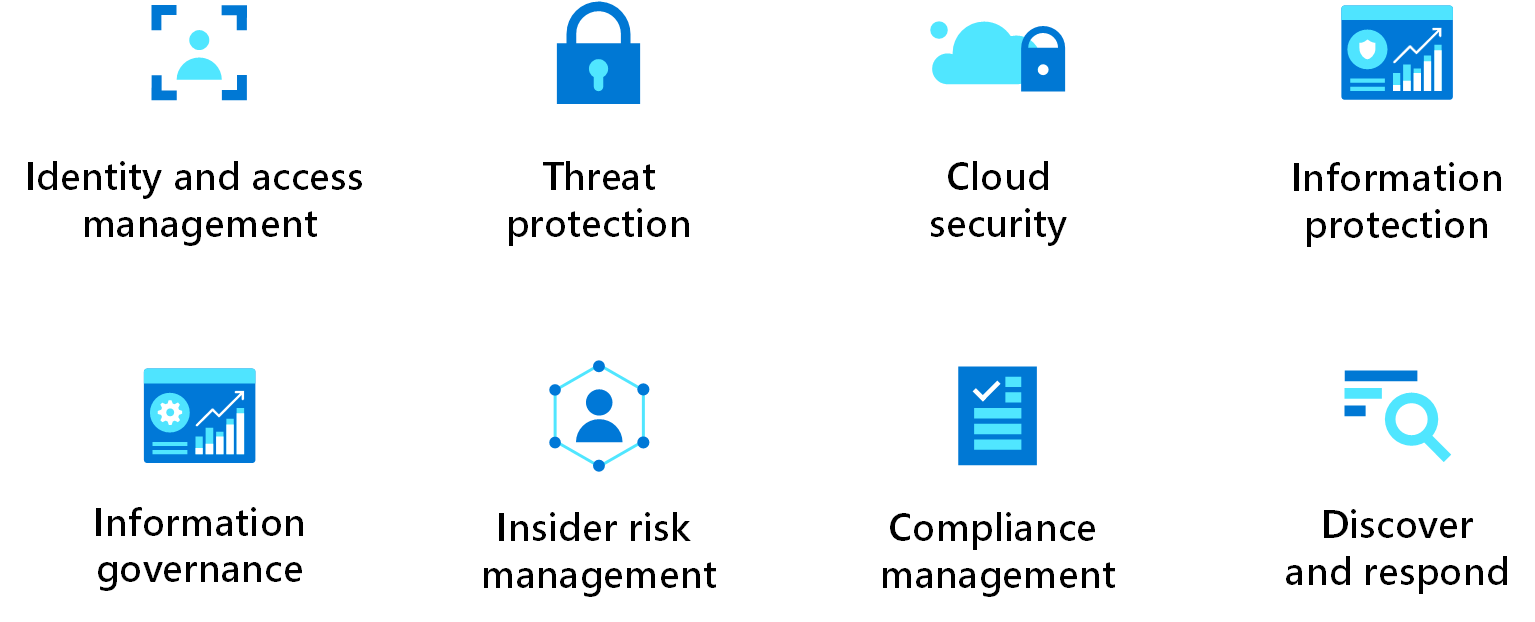 Identity and access
management
Threat
protection
Cloud
security
Information
protection
Information
governance
Insider risk
management
Compliance
management
Discover
and respond